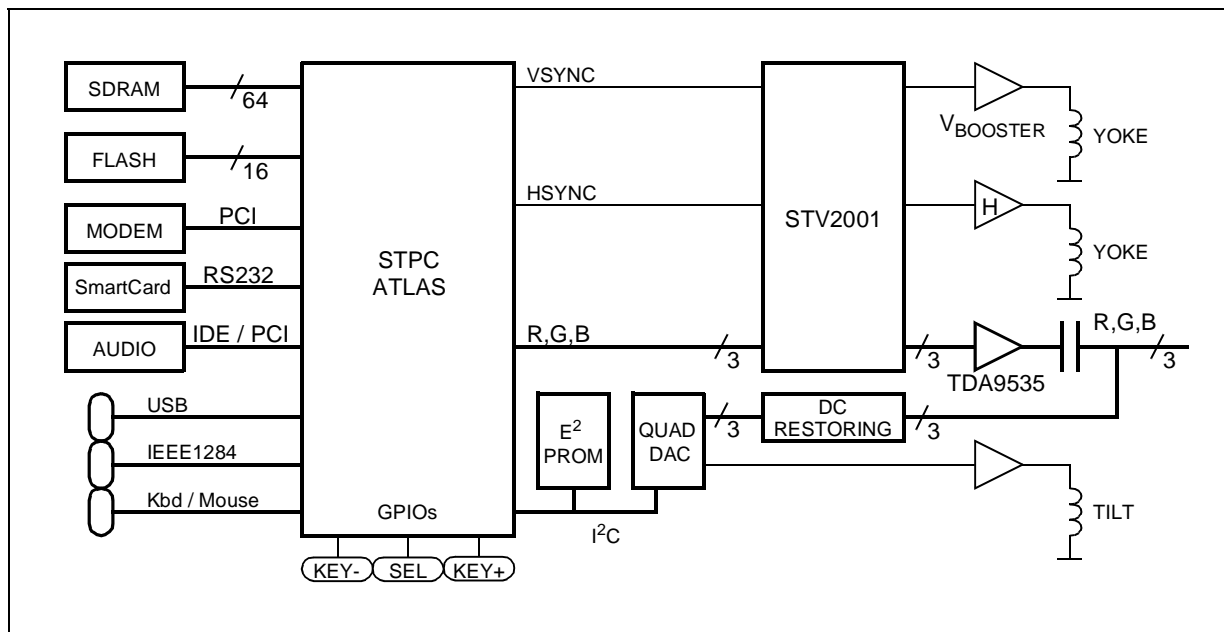 SDRAM
64
FLASH
16
MODEM
PCI
SmartCard
RS232
AUDIO
IDE / PCI
USB
IEEE1284
Kbd / Mouse
STPC
ATLAS
GPIOs
KEY-
SEL
KEY+
VSYNC
HSYNC
R,G,B
3
STV2001
3
VBOOSTER
YOKE
H
YOKE
TDA9535
R,G,B
3
E²
PROM
QUAD
DAC
3
DC
RESTORING
3
I²C
TILT